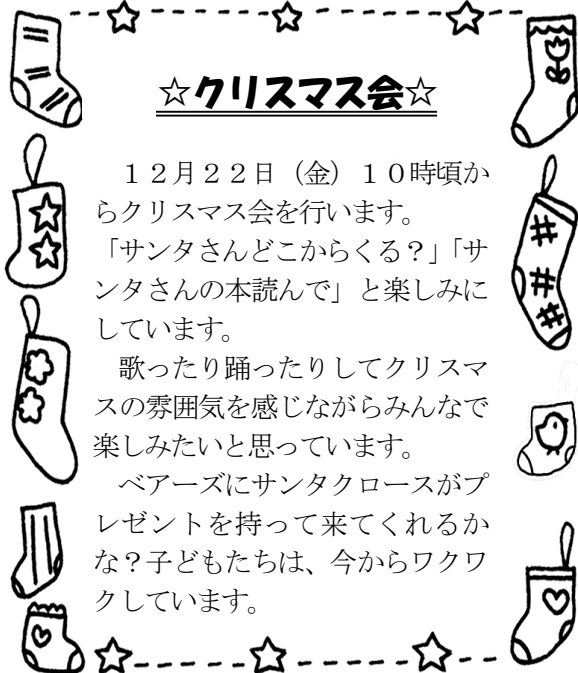 ☆クリスマス会☆
　１２月２２日（金）１０時頃か
らクリスマス会を行います。
「サンタさんどこからくる？」「サ
ンタさんの本読んで」と楽しみに
しています。
　歌ったり踊ったりしてクリスマ
スの雰囲気を感じながらみんなで
楽しみたいと思っています。
　ベアーズにサンタクロースがプ
レゼントを持って来てくれるか
な？子どもたちは、今からワクワ
クしています。